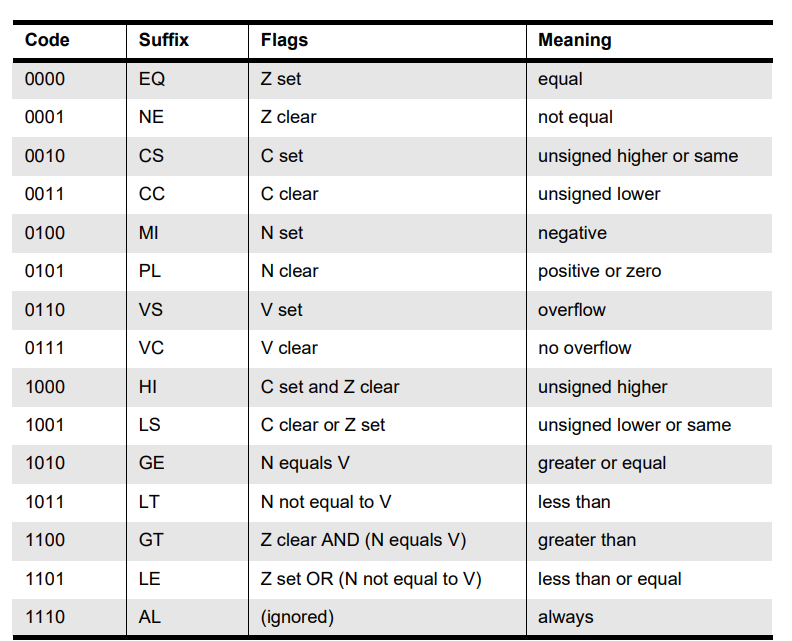 Code Suffix Flags Meaning
0000 EQ Z set equal
0001 NE Z clear not equal
0010 CS C set unsigned higher or same
0011 CC C clear unsigned lower
0100 MI N set negative
0101 PL N clear positive or zero
0110 VS V set overflow
0111 VC V clear no overflow
1000 HI C set and Z clear unsigned higher
1001 LS C clear or Z set unsigned lower or same
1010 GE N equals V greater or equal
1011 LT N not equal to V less than
1100 GT Z clear AND (N equals V) greater than
1101 LE Z set OR (N not equal to V) less than or equal
1110 AL (ignored) always